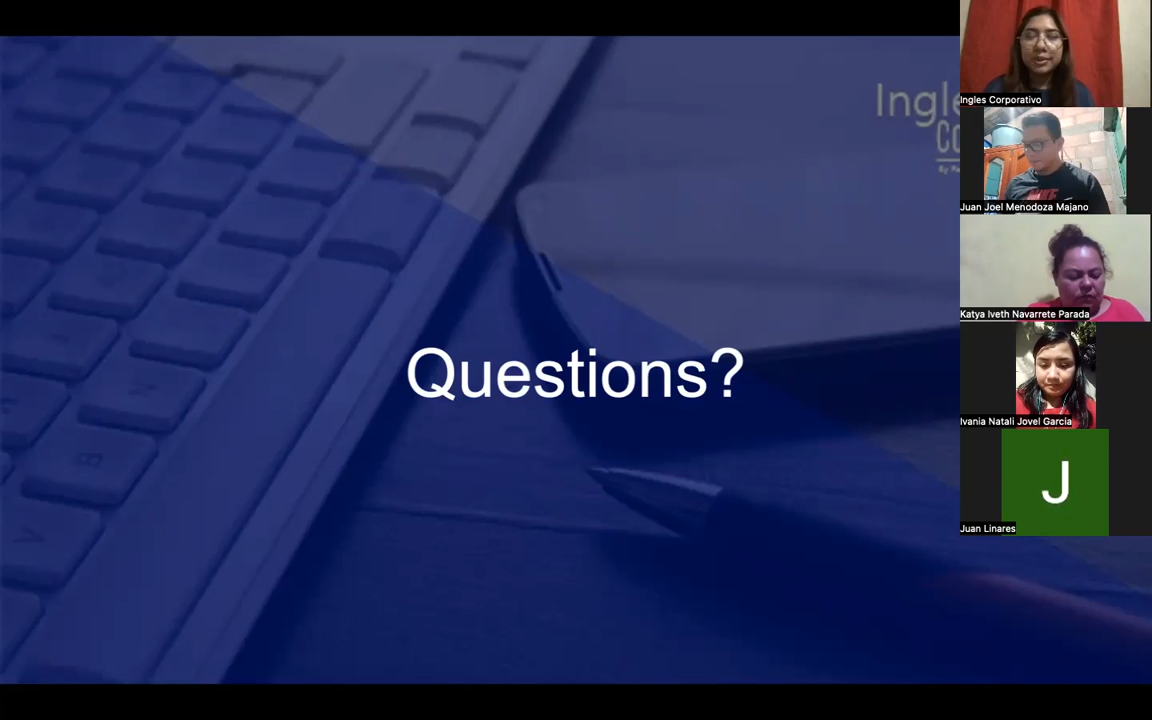 Questions?
Ingles Corporativo
Juan Joel Menodoza Majano
Katya Iveth Navarrete Parada
Ivania Natali Jovel Garcia
J
Juan Linares